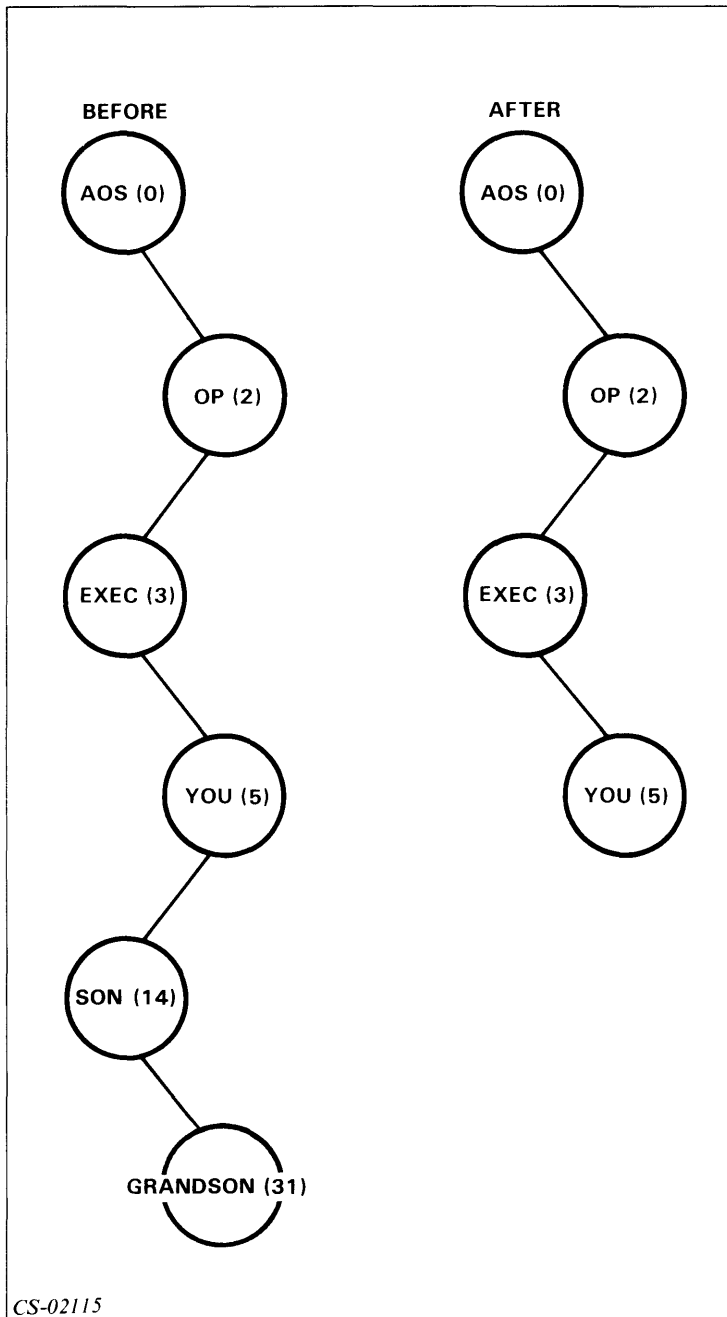 BEFORE
AOS (0)
OP (2)
EXEC (3)
YOU (5)
SON (14)
GRANDSON (31)
AFTER
AOS (0)
OP (2)
EXEC (3)
YOU (5)
CS-02115